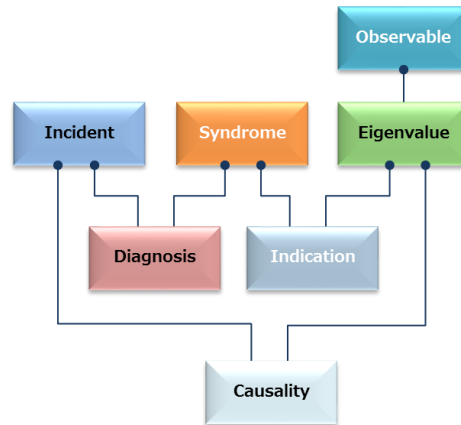 Observable
Incident
Syndrome
Eigenvalue
Diagnosis
Indication
Causality